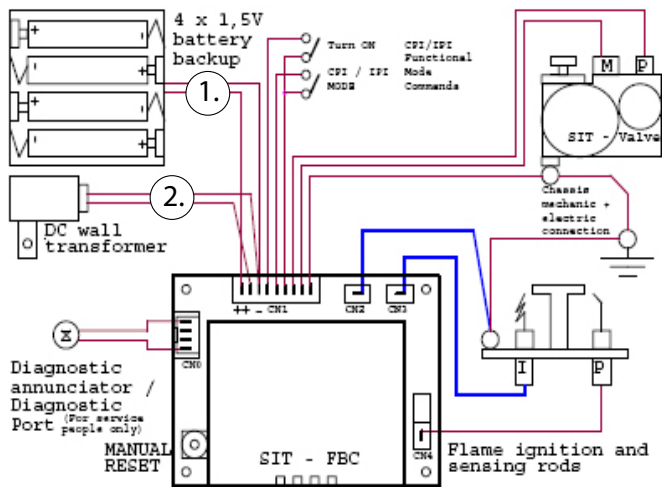 4 x 1,5V
battery
backup
+
+
+
+
1.
Turn ON
CPI / IPI
MODE
CPI/IPI
Functional
Mode
Commands
M
P
SIT - Valve
2.
DC wall
transformer
Chassis
mechanic +
electric
connection
++ - CN1
CN2
CN3
CN0
I
P
Diagnostic
annunciator /
Diagnostic
Port (For service
people only)
MANUAL
RESET
SIT - FBC
CN4
Flame ignition and
sensing rods